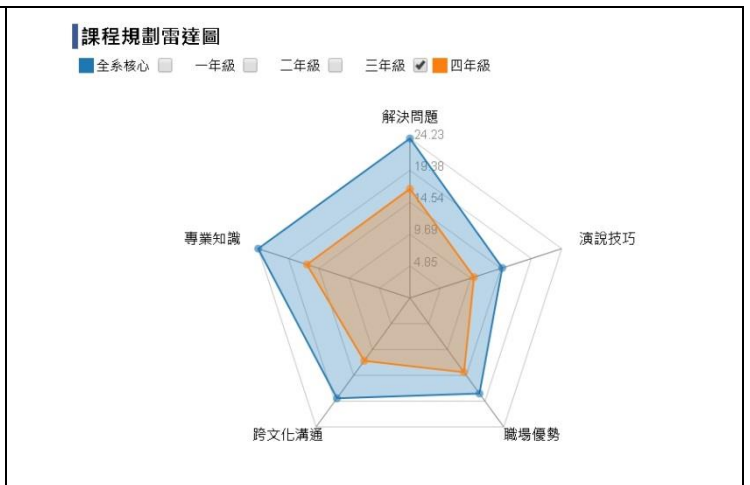 課程規劃雷達圖
全系核心 一年級 二年級 三年級 四年級
解決問題
24.23
19.38
14.54
9.69
4.85
專業知識
演說技巧
跨文化溝通
職場優勢